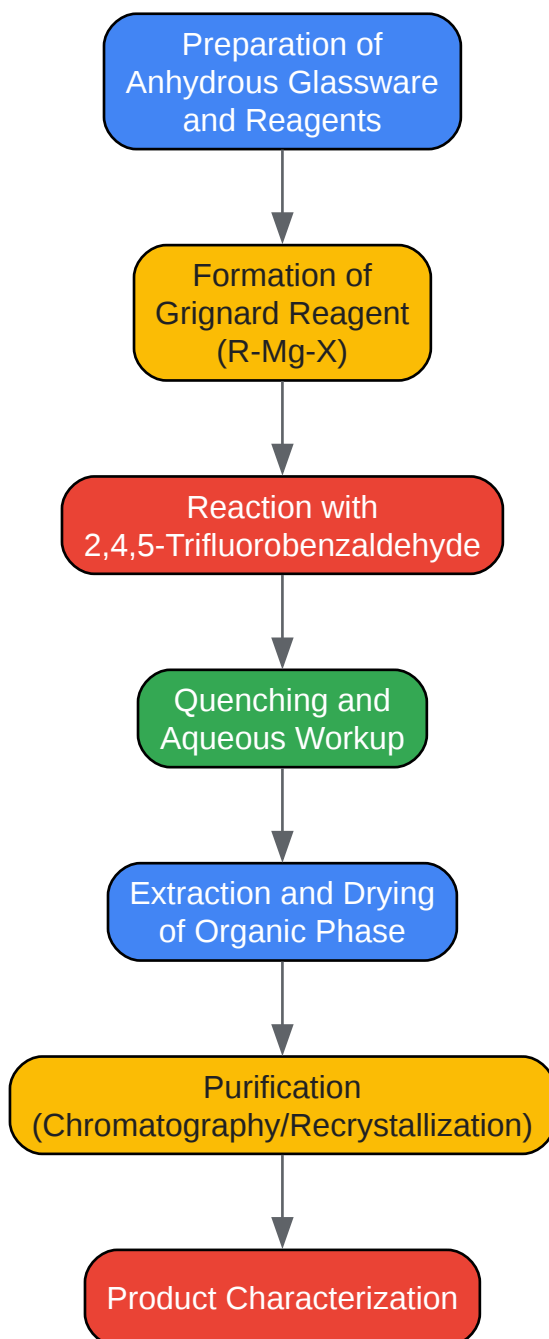 Preparation of
Anhydrous Glassware
and Reagents
Formation of
Grignard Reagent
(R-Mg-X)
Reaction with
2,4,5-Trifluorobenzaldehyde
Quenching and
Aqueous Workup
Extraction and Drying
of Organic Phase
Purification
(Chromatography/Recrystallization)
Product Characterization